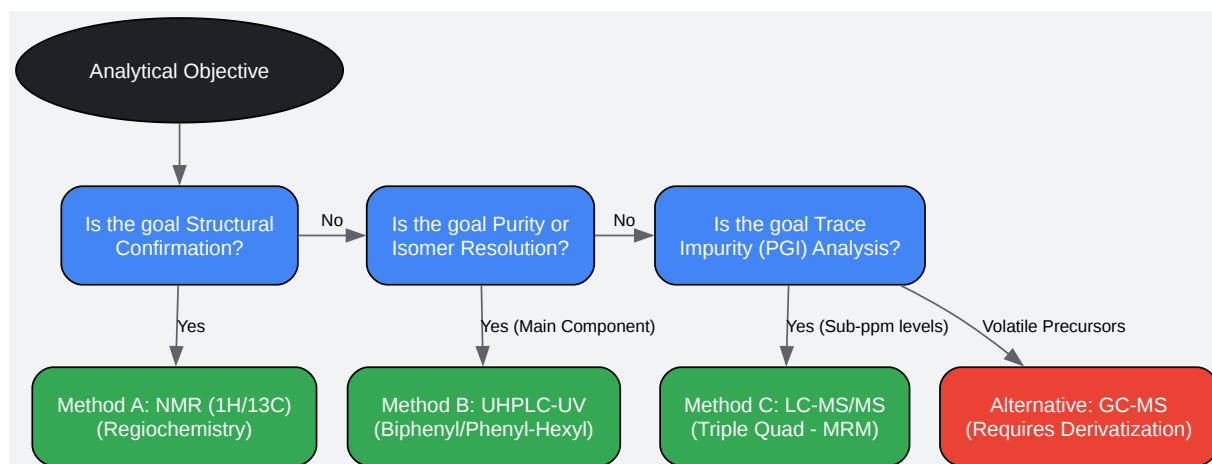 Analytical Objective
Is the goal Structural
Confirmation?
No
Is the goal Purity or
Isomer Resolution?
No
Is the goal Trace
Impurity (PGI) Analysis?
Yes
Yes (Main Component)
Yes (Sub-ppm levels)
Volatile Precursors
Method A: NMR (1H/13C)
(Regiochemistry)
Method B: UHPLC-UV
(Biphenyl/Phenyl-Hexyl)
Method C: LC-MS/MS
(Triple Quad - MRM)
Alternative: GC-MS
(Requires Derivatization)